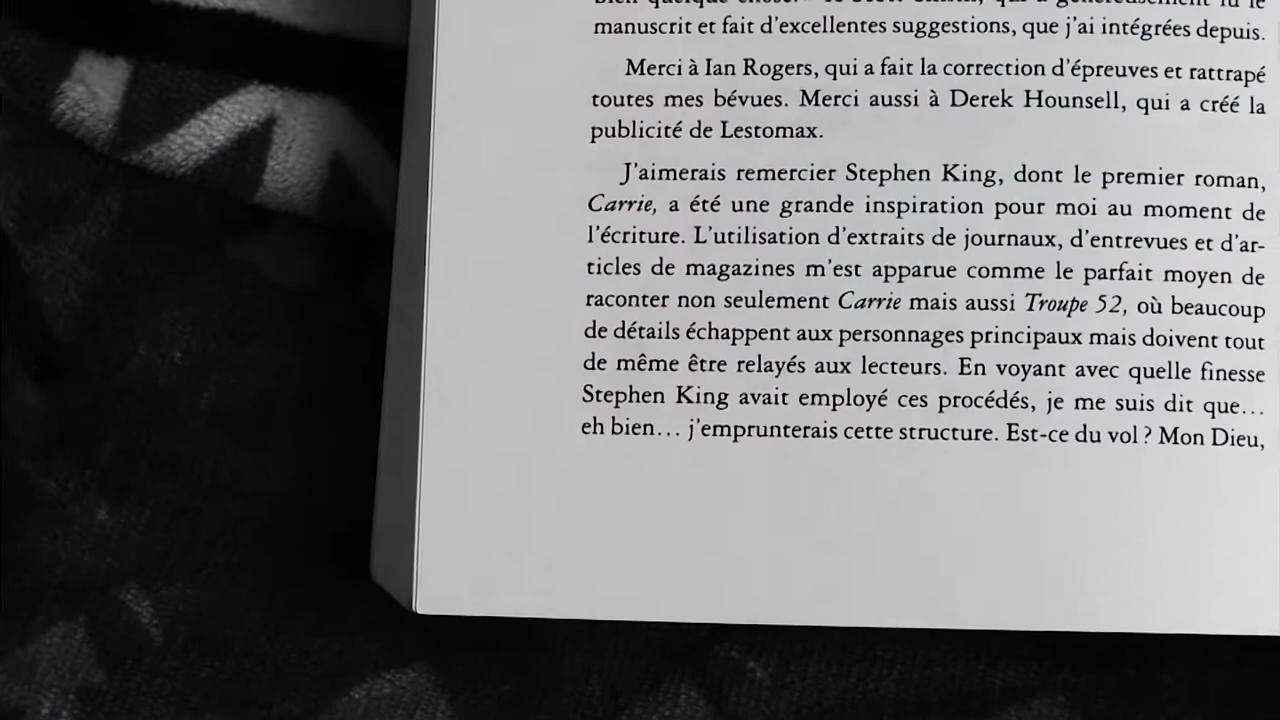 manuscrit et fait d'excellentes suggestions, que j'ai intégrées depuis.
Merci à Ian Rogers, qui a fait la correction d'épreuves et rattrapé
toutes mes bévues. Merci aussi à Derek Hounsell, qui a créé la
publicité de Lestomax.
J'aimerais remercier Stephen King, dont le premier roman,
Carrie, a été une grande inspiration pour moi au moment de
l'écriture. L'utilisation d'extraits de journaux, d'entrevues et d'ar-
ticles de magazines m'est apparue comme le parfait moyen de
raconter non seulement Carrie mais aussi Troupe 52, où beaucoup
de détails échappent aux personnages principaux mais doivent tout
de même être relayés aux lecteurs. En voyant avec quelle finesse
Stephen King avait employé ces procédés, je me suis dit que…
eh bien… j'emprunterais cette structure. Est-ce du vol ? Mon Dieu,